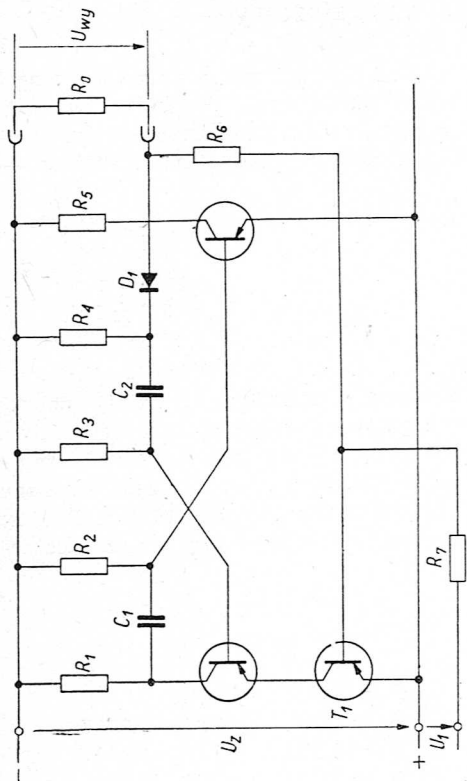 U_wy
R_0
R_5
R_6
D_1
R_4
C_2
R_3
R_2
C_1
R_1
T_1
R_7
U_z
U_1
−
+